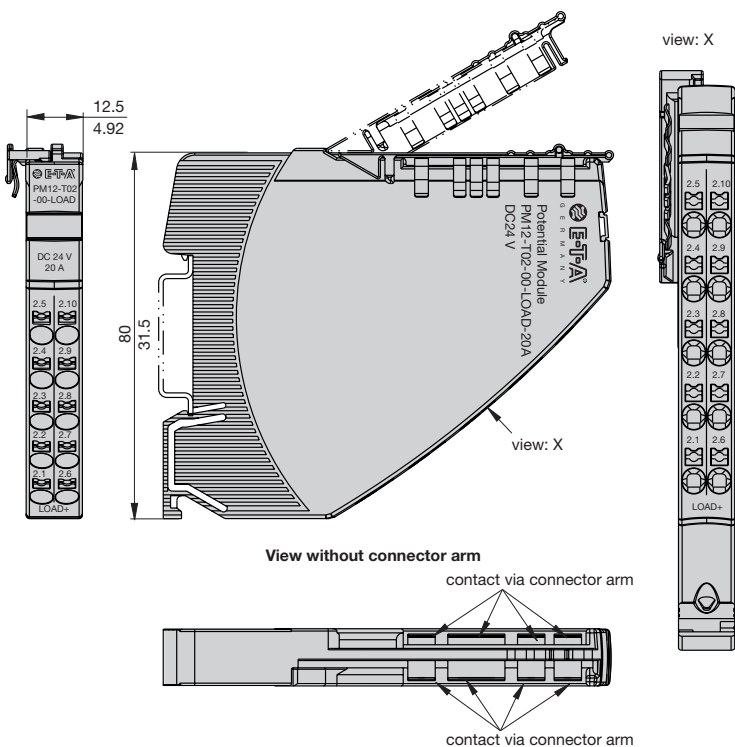 view: X
12.5
4.92
E-T-A
PM12-T02
-00-LOAD
DC 24 V
20 A
2.5 2.10
2.4 2.9
2.3 2.8
2.2 2.7
2.1 2.6
LOAD+
80
31.5
E-T-A®
GERMANY
Potential Module
PM12-T02-00-LOAD-20A
DC24 V
view: X
2.5 2.10
2.4 2.9
2.3 2.8
2.2 2.7
2.1 2.6
LOAD+
View without connector arm
contact via connector arm
contact via connector arm